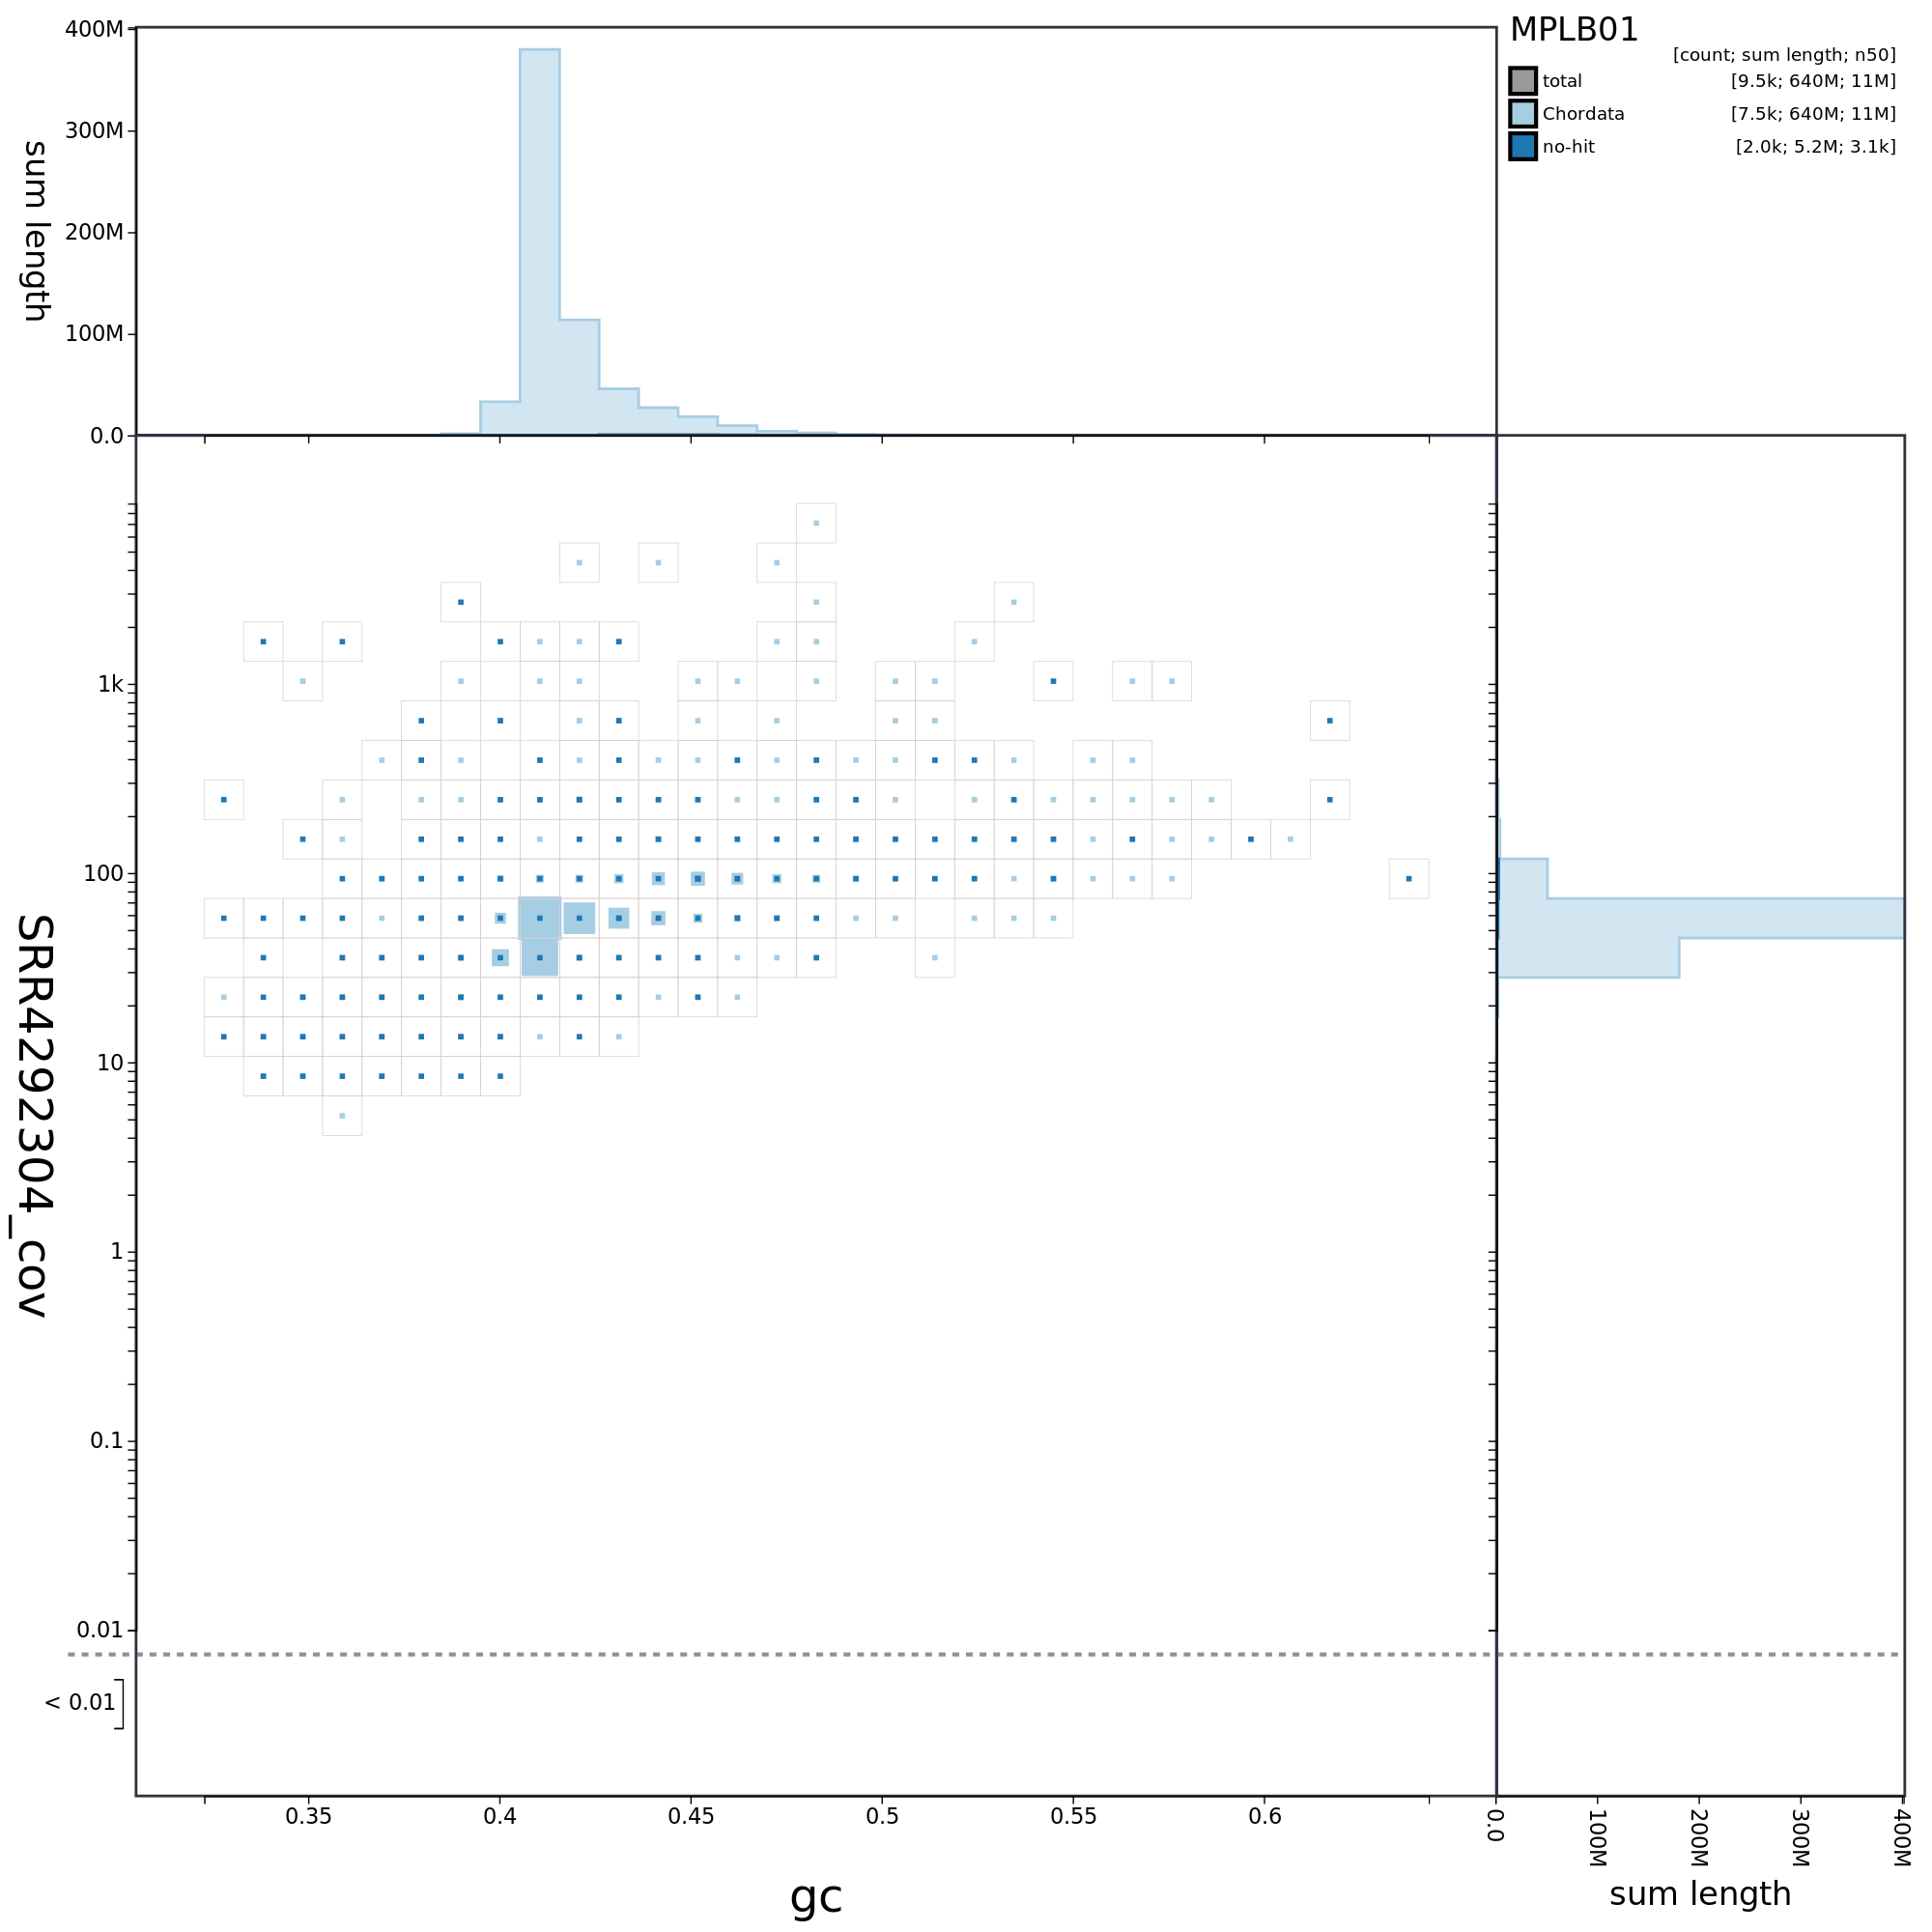 MPLB01
[count; sum length; n50]
total [9.5k; 640M; 11M]
Chordata [7.5k; 640M; 11M]
no-hit [2.0k; 5.2M; 3.1k]
400M
300M
200M
100M
0.0
sum length
1k
100
10
1
0.1
0.01
< 0.01
SRR4292304_cov
0.35 0.4 0.45 0.5 0.55 0.6
gc
0.0 100M 200M 300M 400M
sum length